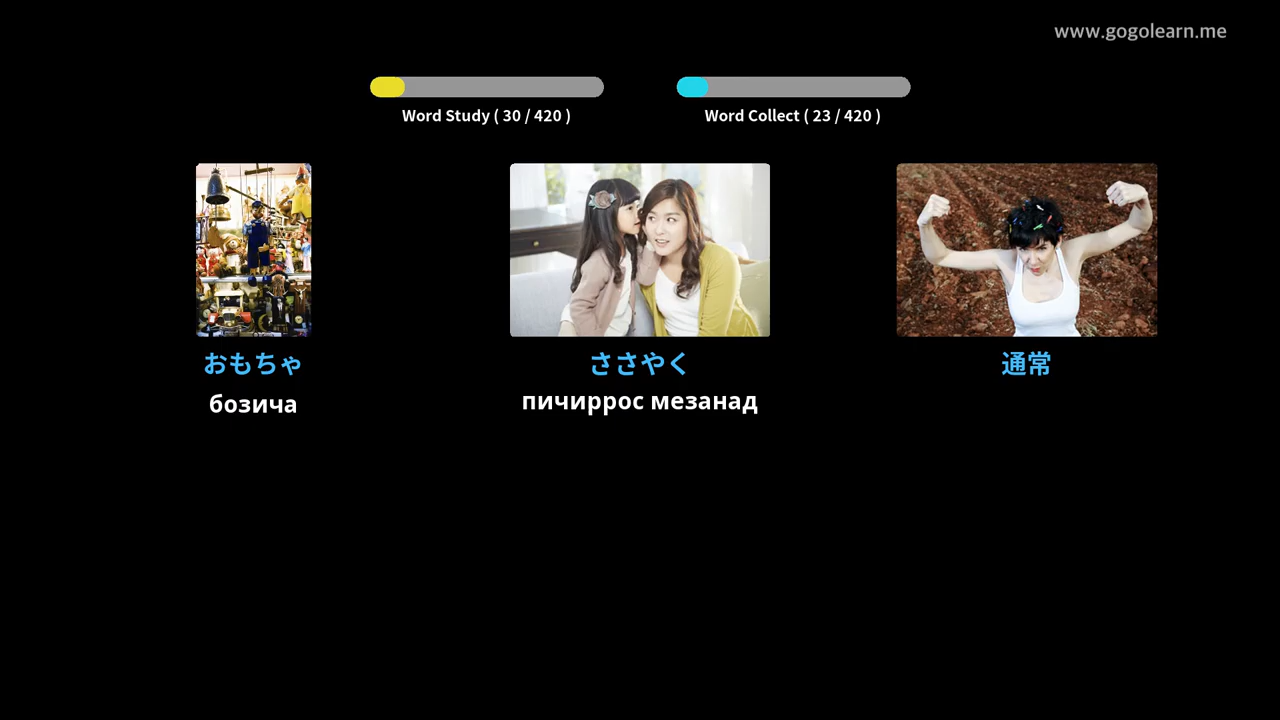 www.gogolearn.me
Word Study ( 30 / 420 )
Word Collect ( 23 / 420 )
おもちゃ
ささやく
通常
бозича
пичиррос мезанад